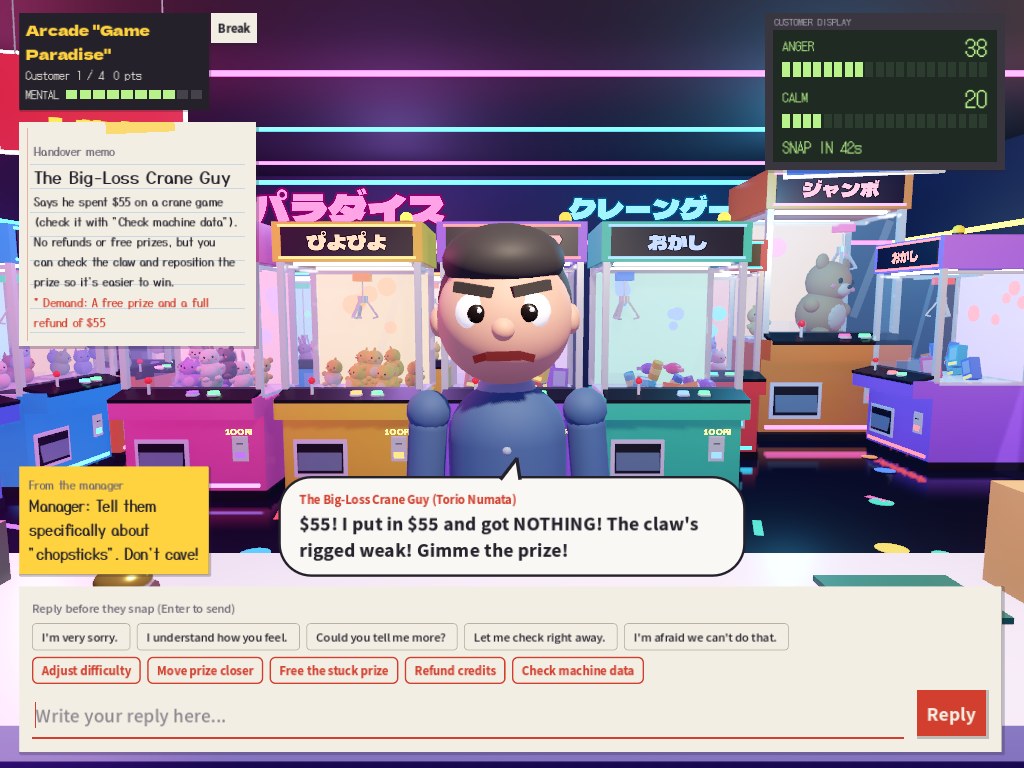 Arcade "Game
Paradise"
Customer 1 / 4 0 pts
MENTAL
Break
CUSTOMER DISPLAY
ANGER
38
CALM
20
SNAP IN 42s
Handover memo
The Big-Loss Crane Guy
Says he spent $55 on a crane game
(check it with "Check machine data").
No refunds or free prizes, but you
can check the claw and reposition the
prize so it's easier to win.
* Demand: A free prize and a full
refund of $55
パラダイス
クレーンゲー
ジャンボ
ぴよぴよ
おかし
おかし
100円
100円
100円
From the manager
Manager: Tell them
specifically about
"chopsticks". Don't cave!
The Big-Loss Crane Guy (Torio Numata)
$55! I put in $55 and got NOTHING! The claw's
rigged weak! Gimme the prize!
Reply before they snap (Enter to send)
I'm very sorry.
I understand how you feel.
Could you tell me more?
Let me check right away.
I'm afraid we can't do that.
Adjust difficulty
Move prize closer
Free the stuck prize
Refund credits
Check machine data
Write your reply here...
Reply